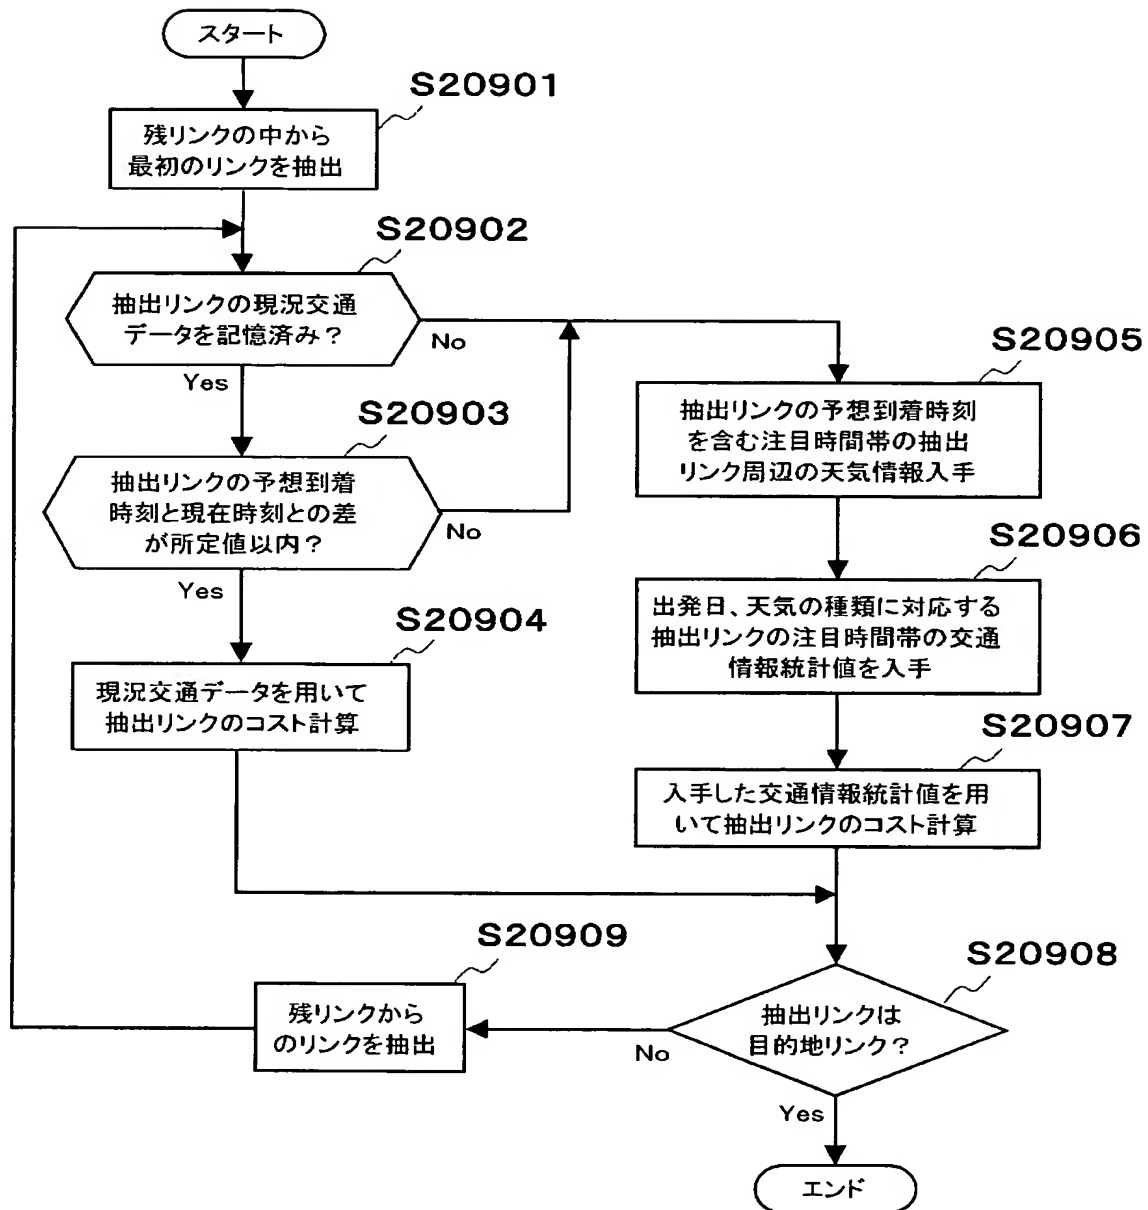 スタート
S20901
残リンクの中から
最初のリンクを抽出
S20902
抽出リンクの現況交通
データを記憶済み？
No
Yes
S20903
抽出リンクの予想到着
時刻と現在時刻との差
が所定値以内？
No
Yes
S20904
現況交通データを用いて
抽出リンクのコスト計算
S20905
抽出リンクの予想到着時刻
を含む注目時間帯の抽出
リンク周辺の天気情報入手
S20906
出発日、天気の種類に対応する
抽出リンクの注目時間帯の交通
情報統計値を入手
S20907
入手した交通情報統計値を用
いて抽出リンクのコスト計算
S20908
抽出リンクは
目的地リンク？
No
Yes
S20909
残リンクから
のリンクを抽出
エンド